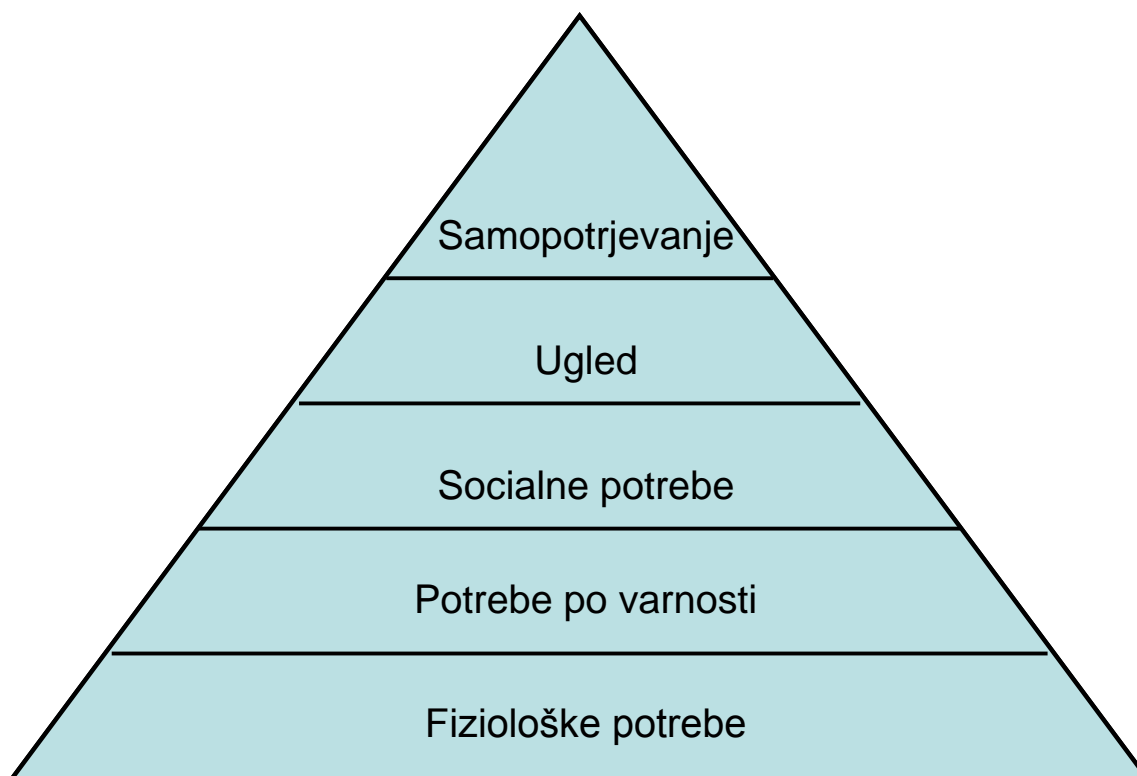 Samopotrjevanje
Ugled
Socialne potrebe
Potrebe po varnosti
Fiziološke potrebe